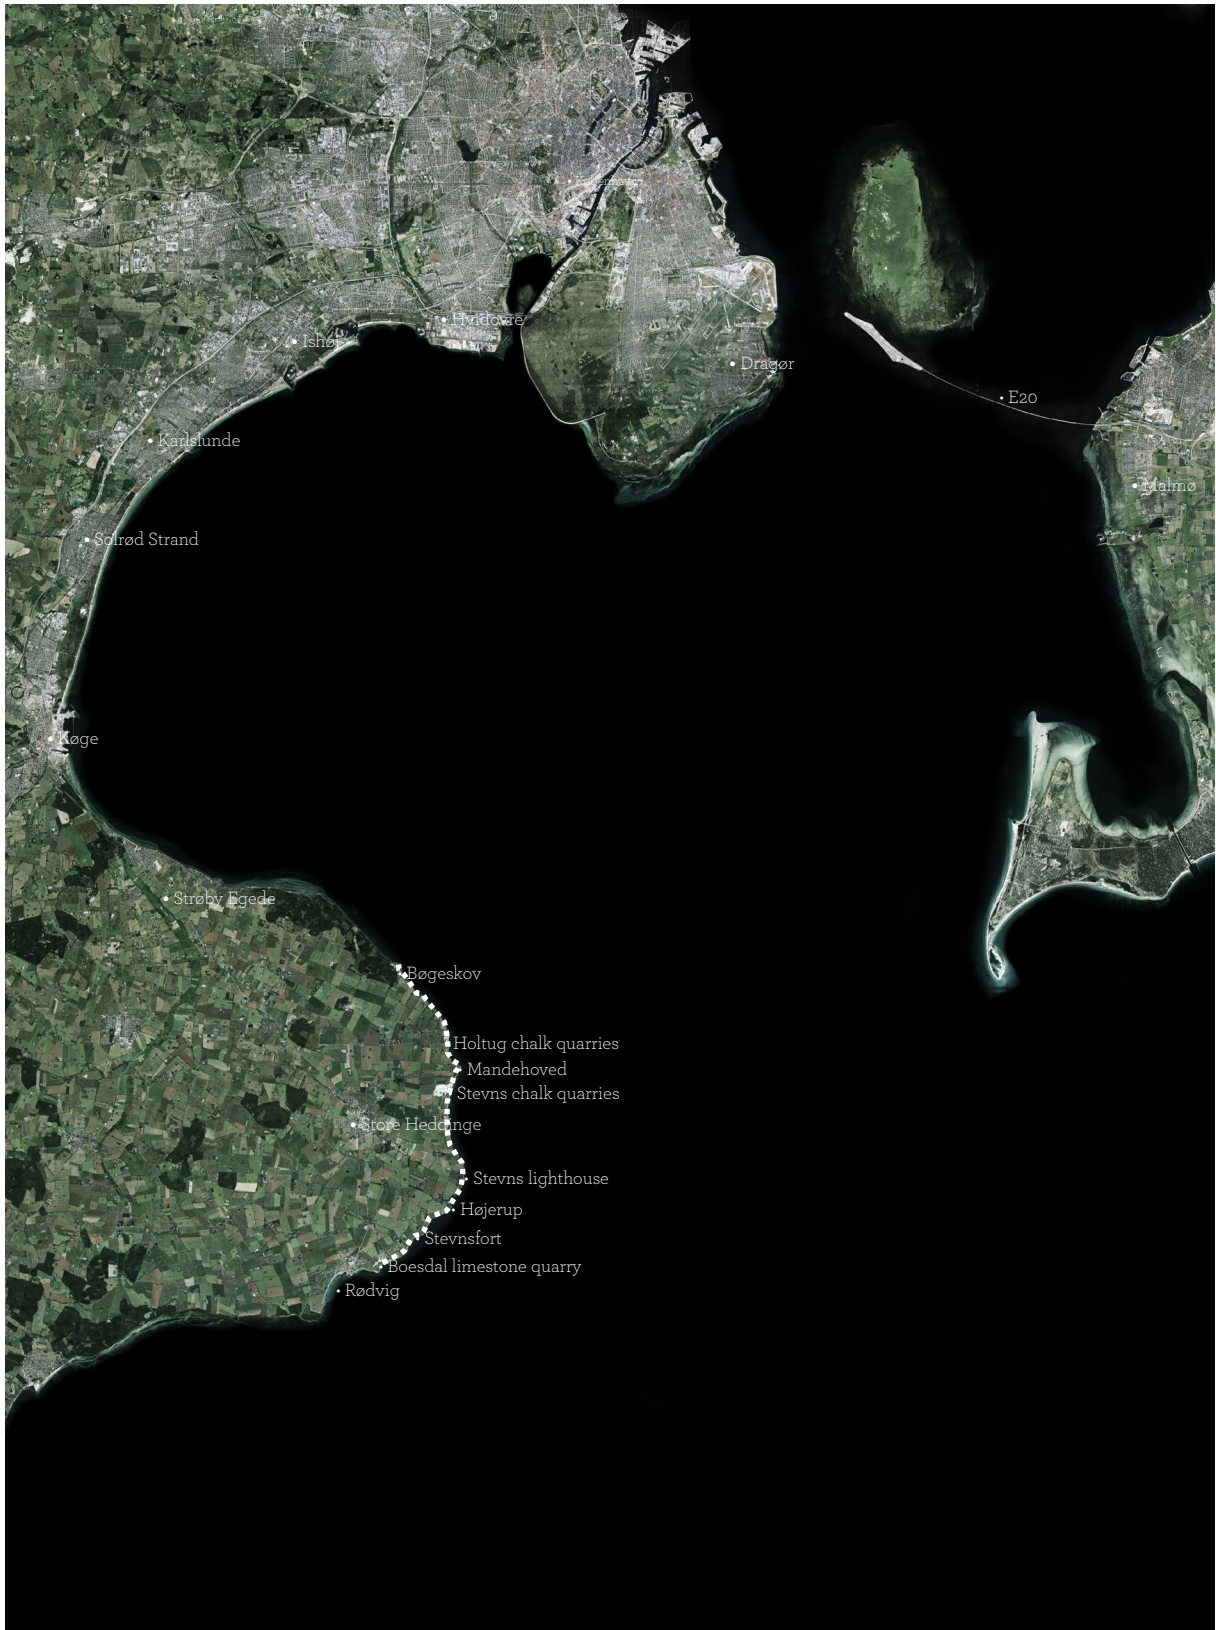 København
Hvidovre
Ishøj
Dragør
E20
Karlslunde
Malmø
Solrød Strand
Køge
Strøby Egede
Bøgeskov
Holtug chalk quarries
Mandehoved
Stevns chalk quarries
Store Heddinge
Stevns lighthouse
Højerup
Stevnsfort
Boesdal limestone quarry
Rødvig